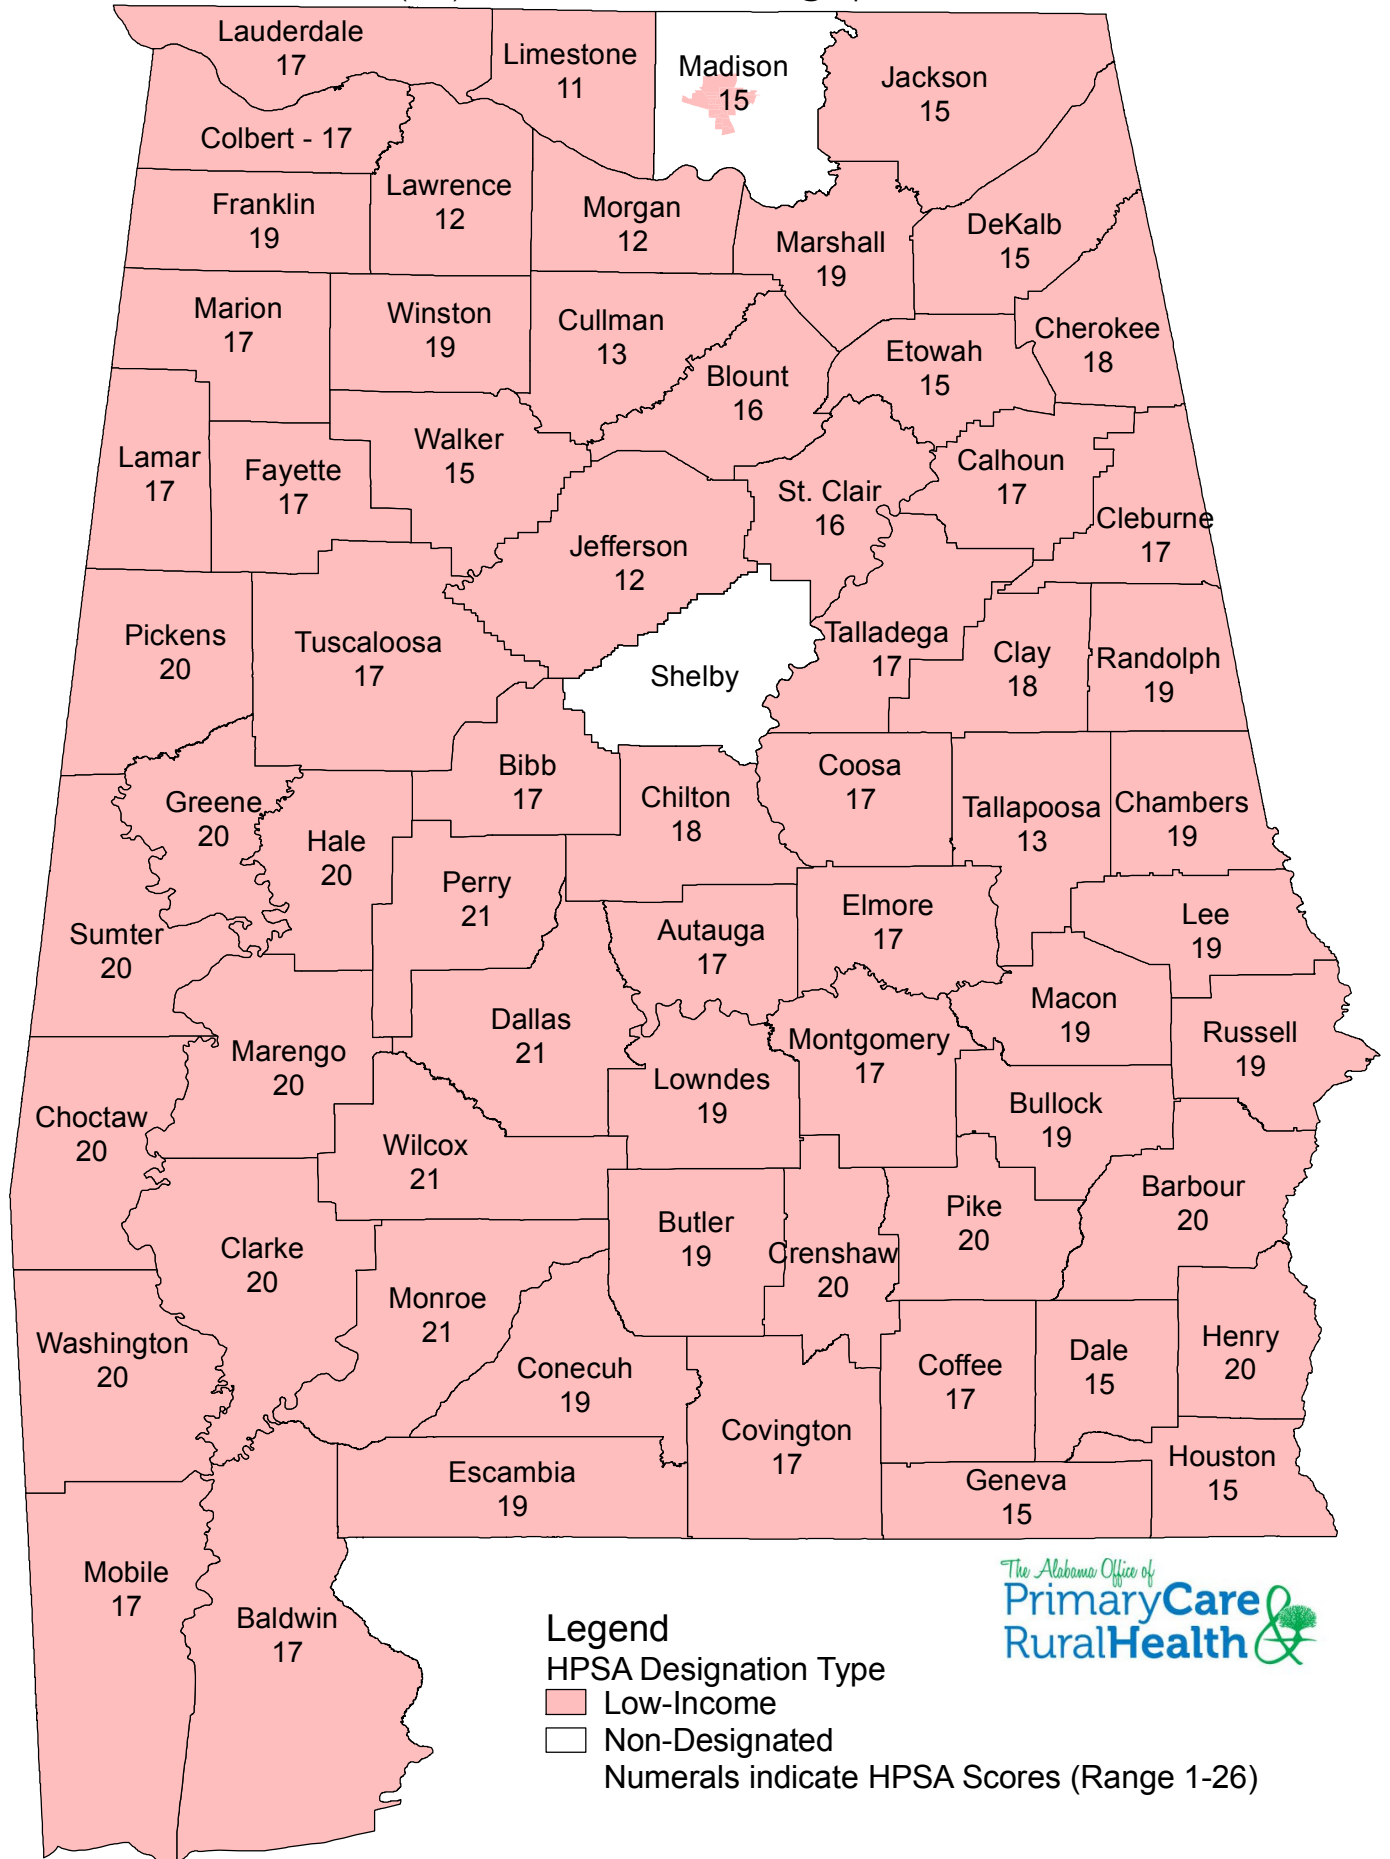 Lauderdale
17
Limestone
11
Madison
15
Jackson
15
Colbert - 17
Lawrence
12
Franklin
19
Morgan
12
Marshall
19
DeKalb
15
Marion
17
Winston
19
Cullman
13
Blount
16
Etowah
15
Cherokee
18
Lamar
17
Fayette
17
Walker
15
Jefferson
12
St. Clair
16
Calhoun
17
Cleburne
17
Pickens
20
Tuscaloosa
17
Shelby
Talladega
17
Clay
18
Randolph
19
Greene
20
Hale
20
Bibb
17
Chilton
18
Coosa
17
Tallapoosa
13
Chambers
19
Sumter
20
Perry
21
Autauga
17
Elmore
17
Lee
19
Marengo
20
Dallas
21
Lowndes
19
Montgomery
17
Macon
19
Russell
19
Bullock
19
Choctaw
20
Wilcox
21
Butler
19
Crenshaw
20
Pike
20
Barbour
20
Clarke
20
Monroe
21
Washington
20
Conecuh
19
Covington
17
Coffee
17
Dale
15
Henry
20
Escambia
19
Geneva
15
Houston
15
Mobile
17
Baldwin
17
The Alabama Office of
PrimaryCare
RuralHealth
&
Legend
HPSA Designation Type
Low-Income
Non-Designated
Numerals indicate HPSA Scores (Range 1-26)